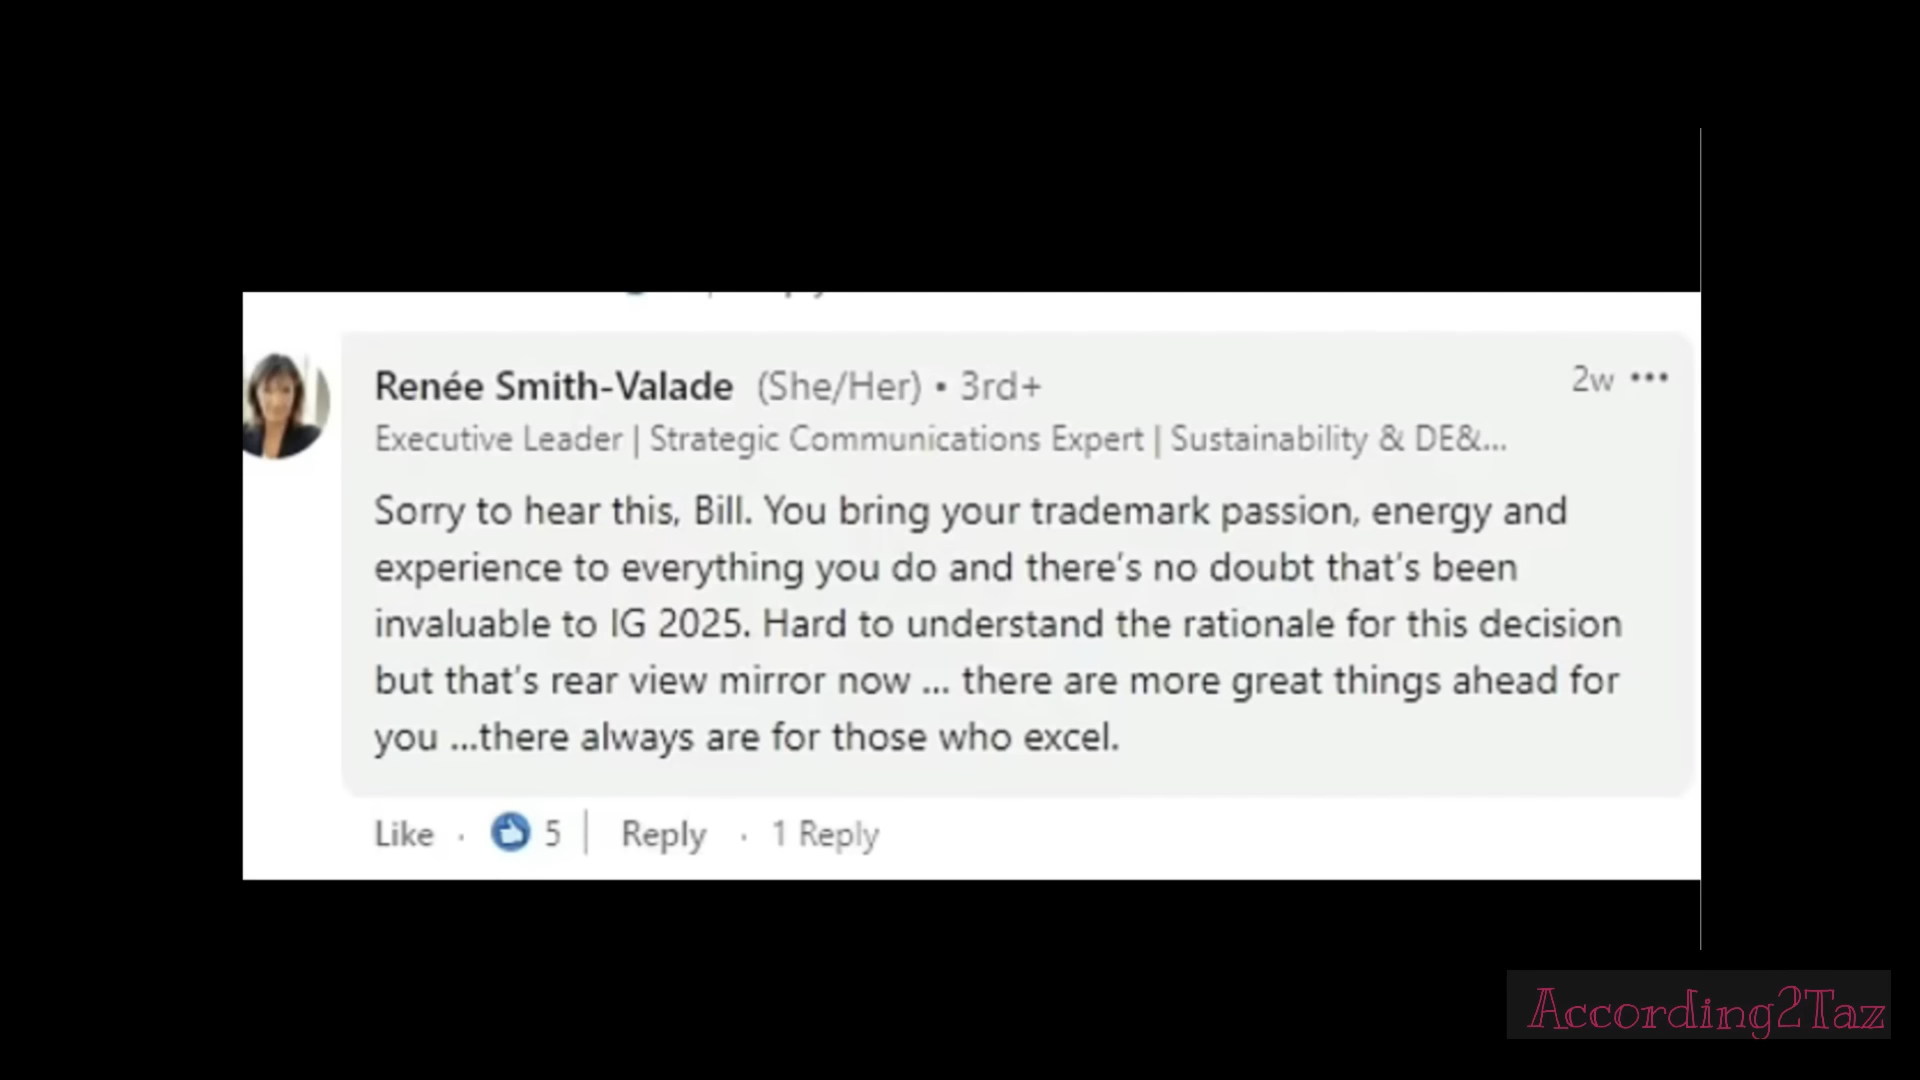 Renée Smith-Valade (She/Her) • 3rd+
2w •••
Executive Leader | Strategic Communications Expert | Sustainability & DE&...
Sorry to hear this, Bill. You bring your trademark passion, energy and
experience to everything you do and there's no doubt that's been
invaluable to IG 2025. Hard to understand the rationale for this decision
but that's rear view mirror now ... there are more great things ahead for
you ...there always are for those who excel.
Like · 5 | Reply · 1 Reply
According2Taz